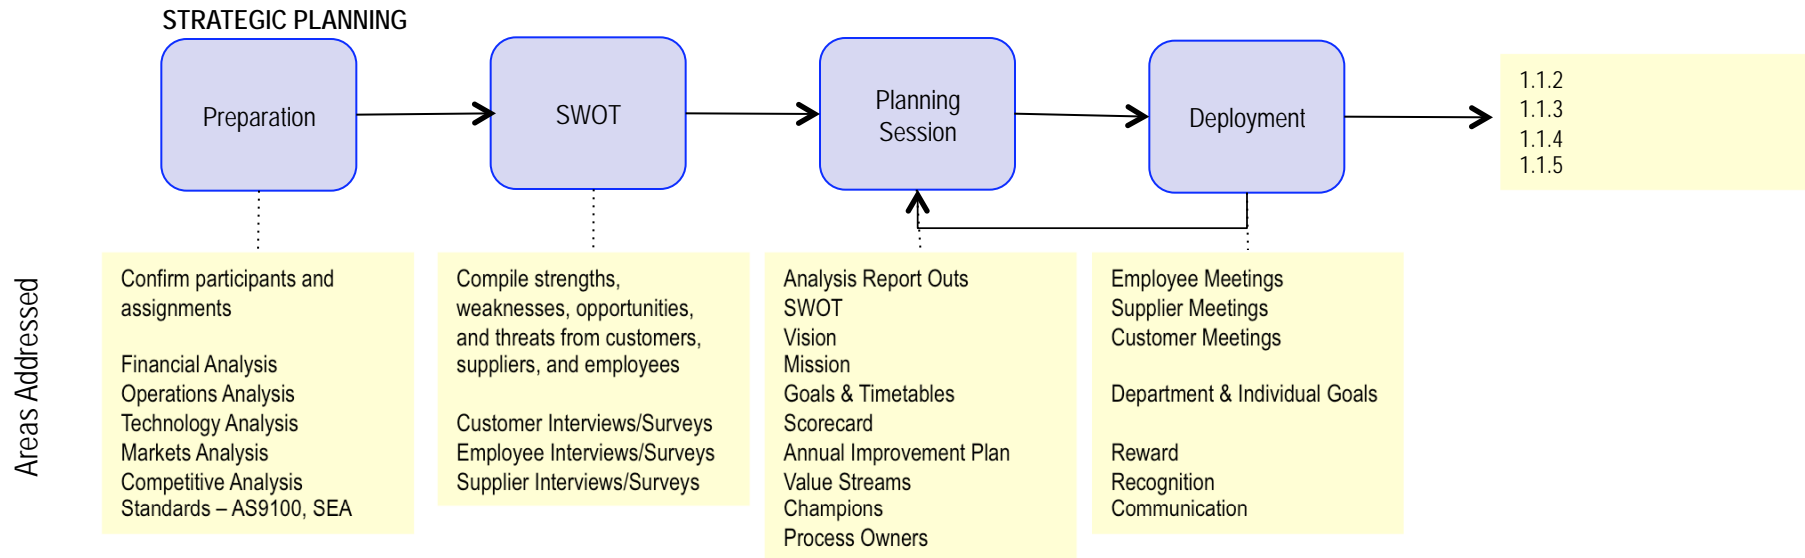 STRATEGIC PLANNING
Preparation
SWOT
Planning
Session
Deployment
1.1.2
1.1.3
1.1.4
1.1.5
Areas Addressed
Confirm participants and
assignments
Financial Analysis
Operations Analysis
Technology Analysis
Markets Analysis
Competitive Analysis
Standards – AS9100, SEA
Compile strengths,
weaknesses, opportunities,
and threats from customers,
suppliers, and employees
Customer Interviews/Surveys
Employee Interviews/Surveys
Supplier Interviews/Surveys
Analysis Report Outs
SWOT
Vision
Mission
Goals & Timetables
Scorecard
Annual Improvement Plan
Value Streams
Champions
Process Owners
Employee Meetings
Supplier Meetings
Customer Meetings
Department & Individual Goals
Reward
Recognition
Communication